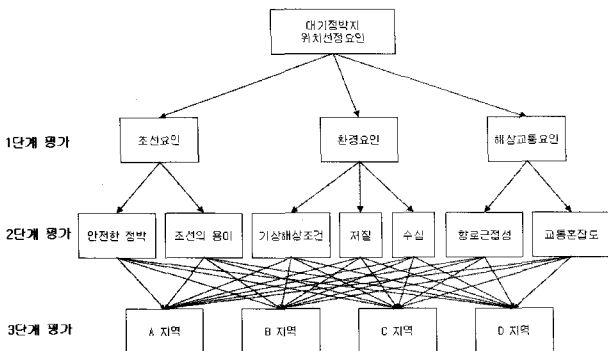 대기정박지
위치선정요인
1단계 평가
조선요인
환경요인
해상교통요인
2단계 평가
안전한 정박
조선의 용이
기상해상조건
저질
수심
항로근접성
교통혼잡도
3단계 평가
A 지역
B 지역
C 지역
D 지역